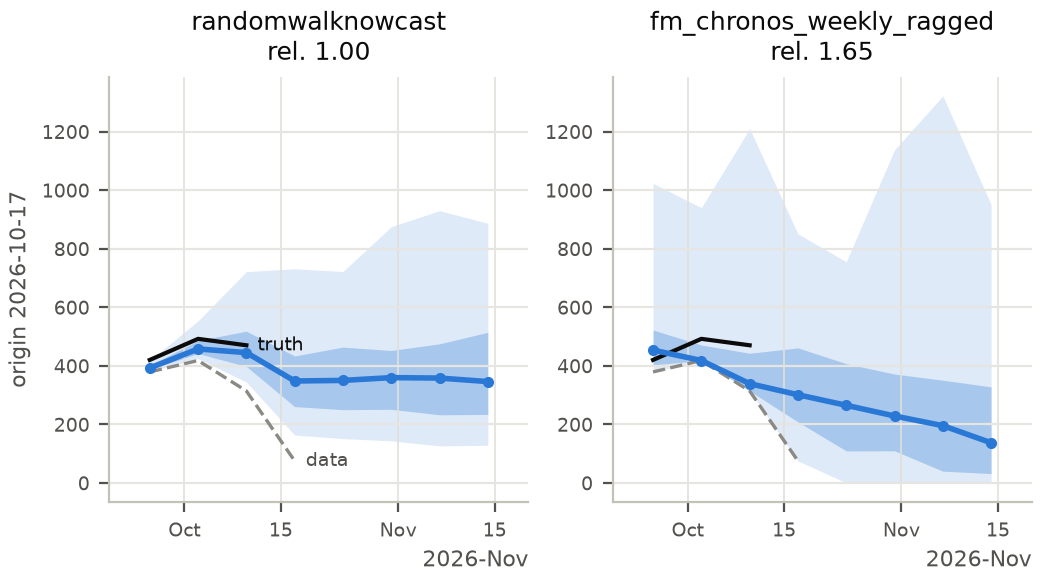 randomwalknowcast
rel. 1.00
fm_chronos_weekly_ragged
rel. 1.65
origin 2026-10-17
1200
1000
800
600
400
200
0
truth
data
Oct
15
Nov
15
2026-Nov
1200
1000
800
600
400
200
0
Oct
15
Nov
15
2026-Nov